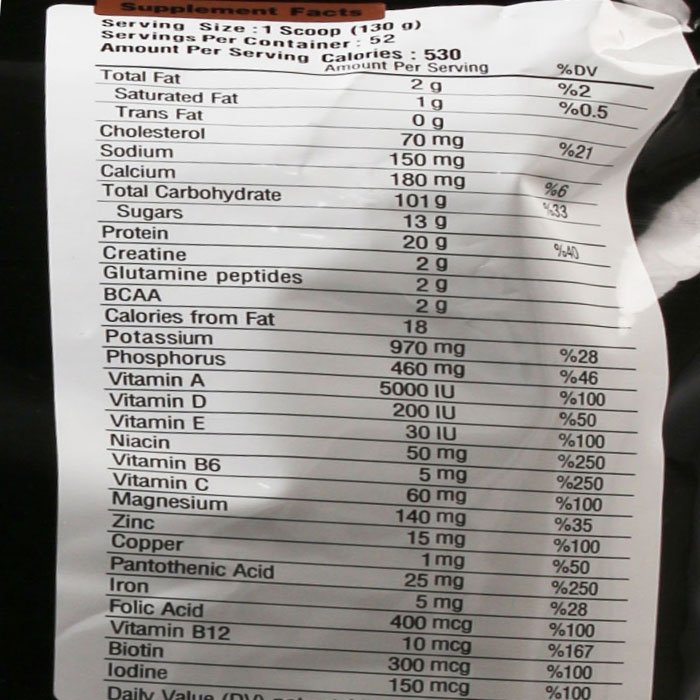 Supplement Facts
Serving Size : 1 Scoop (130 g)
Servings Per Container : 52
Amount Per Serving Calories : 530
Amount Per Serving %DV
Total Fat 2 g %2
Saturated Fat 1 g %0.5
Trans Fat 0 g
Cholesterol 70 mg %21
Sodium 150 mg
Calcium 180 mg %6
Total Carbohydrate 101 g %33
Sugars 13 g
Protein 20 g %40
Creatine 2 g
Glutamine peptides 2 g
BCAA 2 g
Calories from Fat 18
Potassium 970 mg %28
Phosphorus 460 mg %46
Vitamin A 5000 IU %100
Vitamin D 200 IU %50
Vitamin E 30 IU %100
Niacin 50 mg %250
Vitamin B6 5 mg %250
Vitamin C 60 mg %100
Magnesium 140 mg %35
Zinc 15 mg %100
Copper 1 mg %50
Pantothenic Acid 25 mg %250
Iron 5 mg %28
Folic Acid 400 mcg %100
Vitamin B12 10 mcg %167
Biotin 300 mcg %100
Iodine 150 mcg %100
Daily Value (DV)